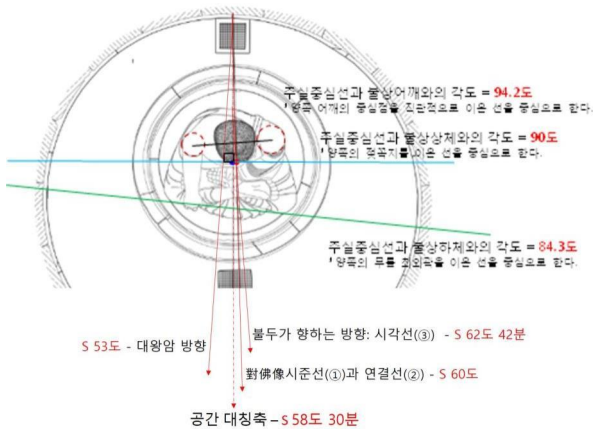 주실중심선과 불상어깨와의 각도 = 94.2도
'양쪽 어깨의 중심점을 직관적으로 이은 선을 중심으로 한다.
주실중심선과 불상상체와의 각도 = 90도
'양쪽의 젖꼭지를 이은 선을 중심으로 한다.
주실중심선과 불상하체와의 각도 = 84.3도
'양쪽의 무릎 최외곽을 이은 선을 중심으로 한다.
불두가 향하는 방향: 시각선(③) - S 62도 42분
S 53도 - 대왕암 방향
對佛像시준선(①)과 연결선(②) - S 60도
공간 대칭축 – S 58도 30분